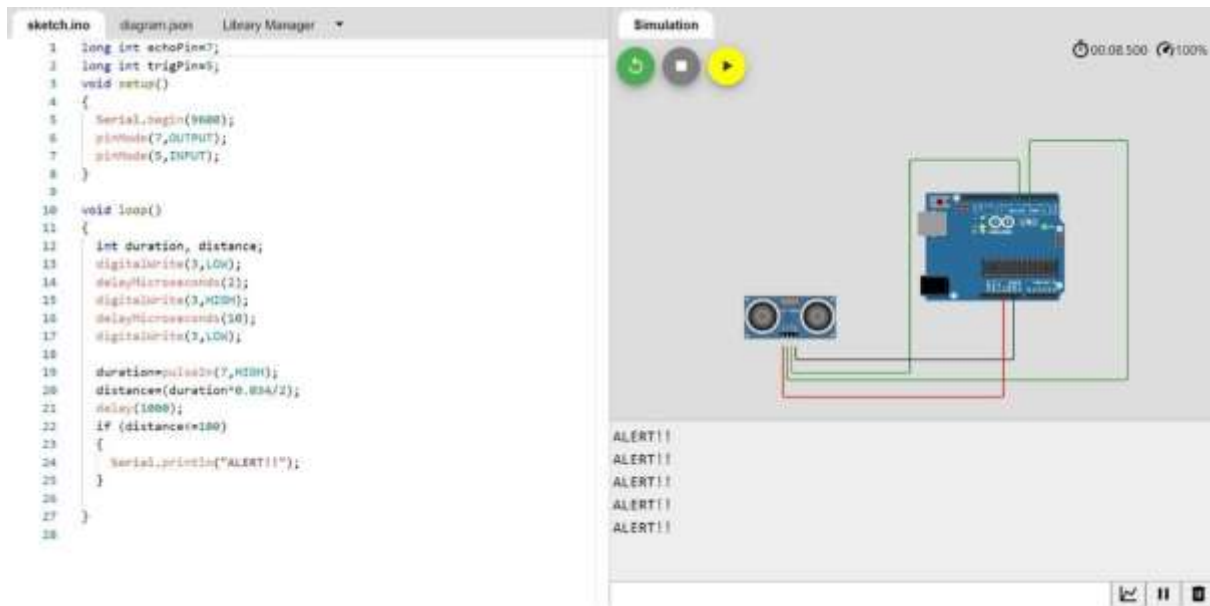 sketch.ino diagram.json Library Manager
1 long int echoPin=7;
2 long int trigPin=5;
3 void setup()
4 {
5 Serial.begin(9600);
6 pinMode(7,OUTPUT);
7 pinMode(5,INPUT);
8 }
9
10 void loop()
11 {
12 int duration, distance;
13 digitalWrite(3,LOW);
14 delayMicroseconds(2);
15 digitalWrite(3,HIGH);
16 delayMicroseconds(10);
17 digitalWrite(3,LOW);
18
19 duration=pulseIn(7,HIGH);
20 distance=(duration*0.034/2);
21 delay(1000);
22 if (distance<=100)
23 {
24 Serial.println("ALERT!!");
25 }
26
27 }
28
Simulation
00:08.500 100%
UNO
ALERT!!
ALERT!!
ALERT!!
ALERT!!
ALERT!!